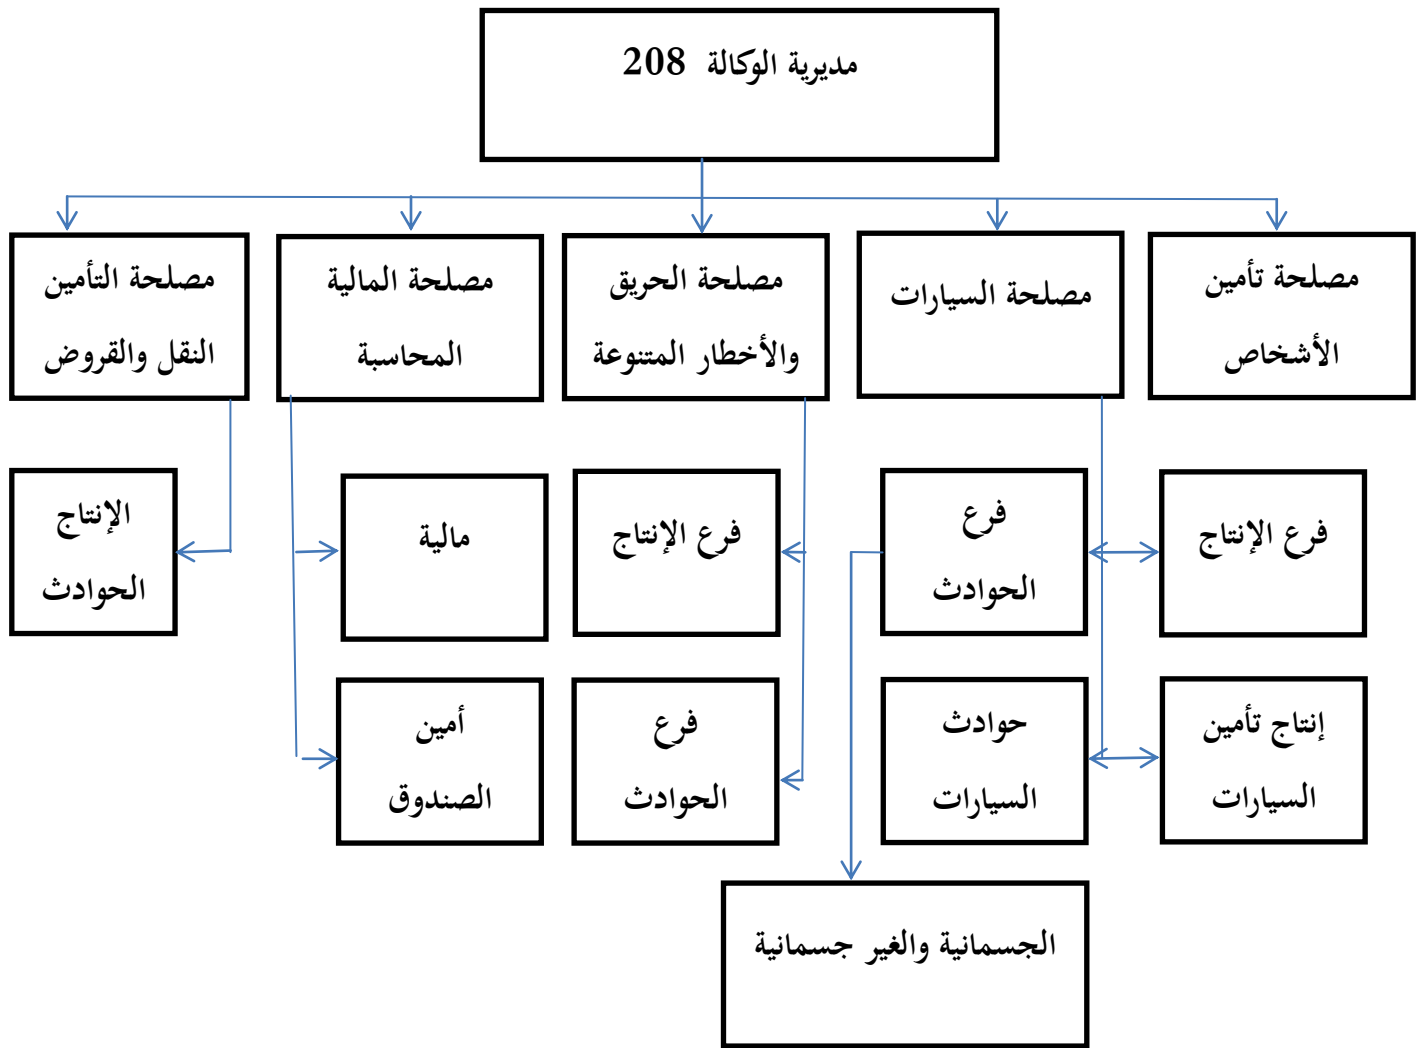 مديرية الوكالة 208
مصلحة تأمين
الأشخاص
مصلحة السيارات
مصلحة الحريق
والأخطار المتنوعة
مصلحة المالية
المحاسبة
مصلحة التأمين
النقل والقروض
فرع الإنتاج
فرع
الحوادث
فرع الإنتاج
مالية
الإنتاج
الحوادث
إنتاج تأمين
السيارات
حوادث
السيارات
فرع
الحوادث
أمين
الصندوق
الجسمانية والغير جسمانية